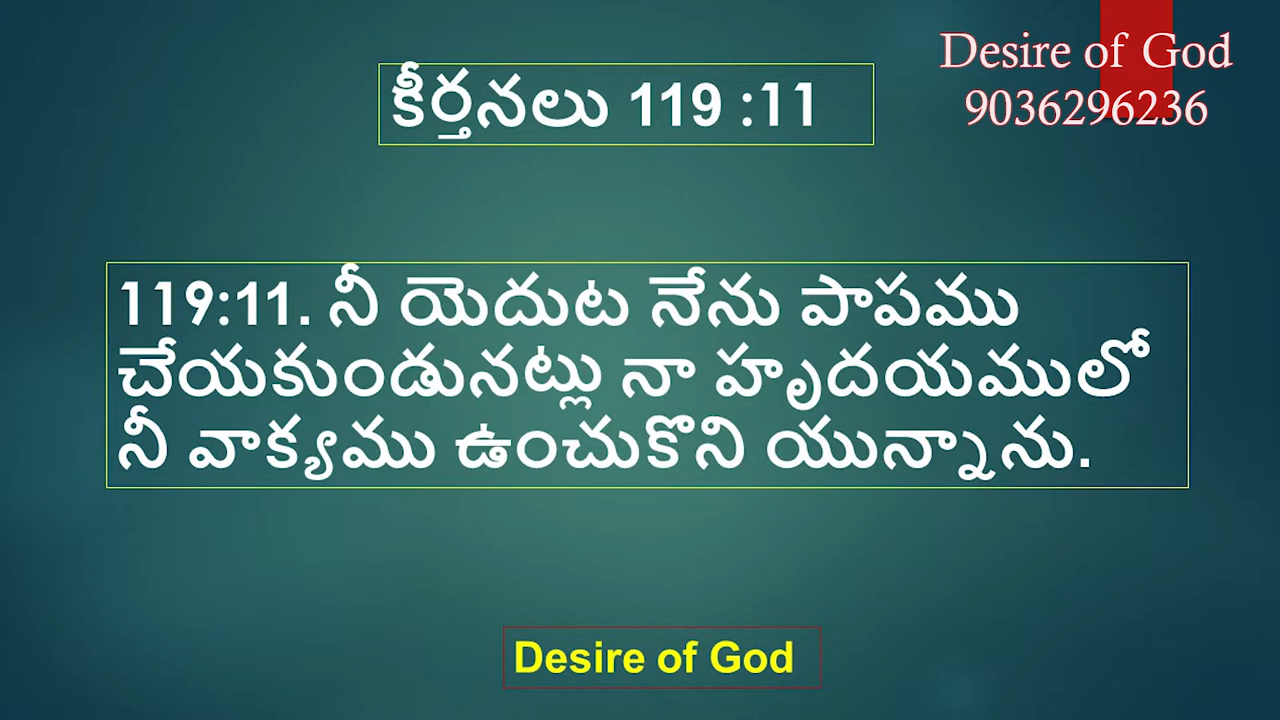 Desire of God
9036296236
కీర్తనలు 119 :11
119:11. నీ యెదుట నేను పాపము
చేయకుండునట్లు నా హృదయములో
నీ వాక్యము ఉంచుకొని యున్నాను.
Desire of God